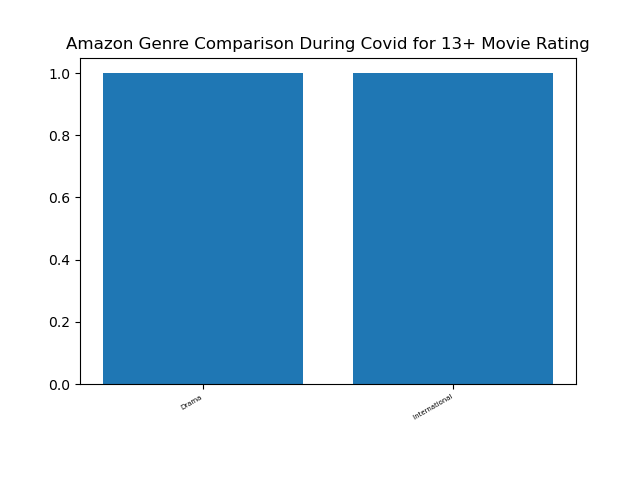 Amazon Genre Comparison During Covid for 13+ Movie Rating
1.0
0.8
0.6
0.4
0.2
0.0
Drama
International